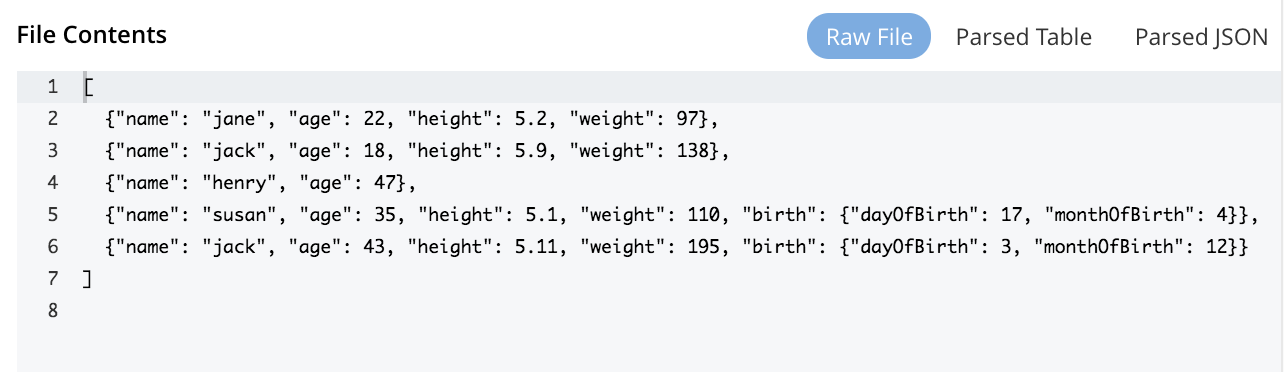 File Contents Raw File Parsed Table Parsed JSON
1 [
2 {"name": "jane", "age": 22, "height": 5.2, "weight": 97},
3 {"name": "jack", "age": 18, "height": 5.9, "weight": 138},
4 {"name": "henry", "age": 47},
5 {"name": "susan", "age": 35, "height": 5.1, "weight": 110, "birth": {"dayOfBirth": 17, "monthOfBirth": 4}},
6 {"name": "jack", "age": 43, "height": 5.11, "weight": 195, "birth": {"dayOfBirth": 3, "monthOfBirth": 12}}
7 ]
8